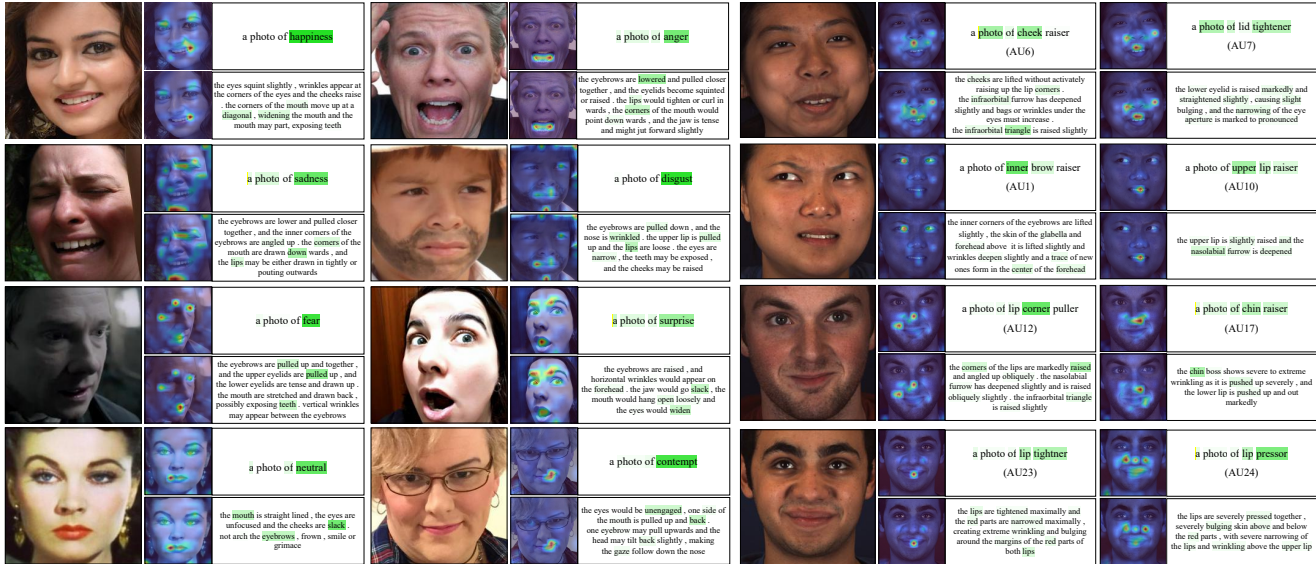 a photo of happiness
the eyes squint slightly , wrinkles appear at
the corners of the eyes and the cheeks raise
. the corners of the mouth move up at a
diagonal , widening the mouth and the
mouth may part, exposing teeth
a photo of anger
the eyebrows are lowered and pulled closer
together , and the eyelids become squinted
or raised . the lips would tighten or curl in
wards , the corners of the mouth would
point down wards , and the jaw is tense
and might jut forward slightly
a photo of cheek raiser
(AU6)
the cheeks are lifted without activately
raising up the lip corners .
the infraorbital furrow has deepened
slightly and bags or wrinkles under the
eyes must increase .
the infraorbital triangle is raised slightly
a photo of lid tightener
(AU7)
the lower eyelid is raised markedly and
straightened slightly , causing slight
bulging , and the narrowing of the eye
aperture is marked to pronounced
a photo of sadness
the eyebrows are lower and pulled closer
together , and the inner corners of the
eyebrows are angled up . the corners of the
mouth are drawn down wards , and
the lips may be either drawn in tightly or
pouting outwards
a photo of disgust
the eyebrows are pulled down , and the
nose is wrinkled . the upper lip is pulled
up and the lips are loose . the eyes are
narrow , the teeth may be exposed ,
and the cheeks may be raised
a photo of inner brow raiser
(AU1)
the inner corners of the eyebrows are lifted
slightly , the skin of the glabella and
forehead above it is lifted slightly and
wrinkles deepen slightly and a trace of new
ones form in the center of the forehead
a photo of upper lip raiser
(AU10)
the upper lip is slightly raised and the
nasolabial furrow is deepened
a photo of fear
the eyebrows are pulled up and together ,
and the upper eyelids are pulled up , and
the lower eyelids are tense and drawn up .
the mouth are stretched and drawn back ,
possibly exposing teeth . vertical wrinkles
may appear between the eyebrows
a photo of surprise
the eyebrows are raised , and
horizontal wrinkles would appear on
the forehead . the jaw would go slack , the
mouth would hang open loosely and
the eyes would widen
a photo of lip corner puller
(AU12)
the corners of the lips are markedly raised
and angled up obliquely . the nasolabial
furrow has deepened slightly and is raised
obliquely slightly . the infraorbital triangle
is raised slightly
a photo of chin raiser
(AU17)
the chin boss shows severe to extreme
wrinkling as it is pushed up severely , and
the lower lip is pushed up and out
markedly
a photo of neutral
the mouth is straight lined , the eyes are
unfocused and the cheeks are slack .
not arch the eyebrows , frown , smile or
grimace
a photo of contempt
the eyes would be unengaged , one side of
the mouth is pulled up and back .
one eyebrow may pull upwards and the
head may tilt back slightly , making
the gaze follow down the nose
a photo of lip tightner
(AU23)
the lips are tightened maximally and
the red parts are narrowed maximally ,
creating extreme wrinkling and bulging
around the margins of the red parts of
both lips
a photo of lip pressor
(AU24)
the lips are severely pressed together ,
severely bulging skin above and below
the red parts , with severe narrowing of
the lips and wrinkling above the upper lip